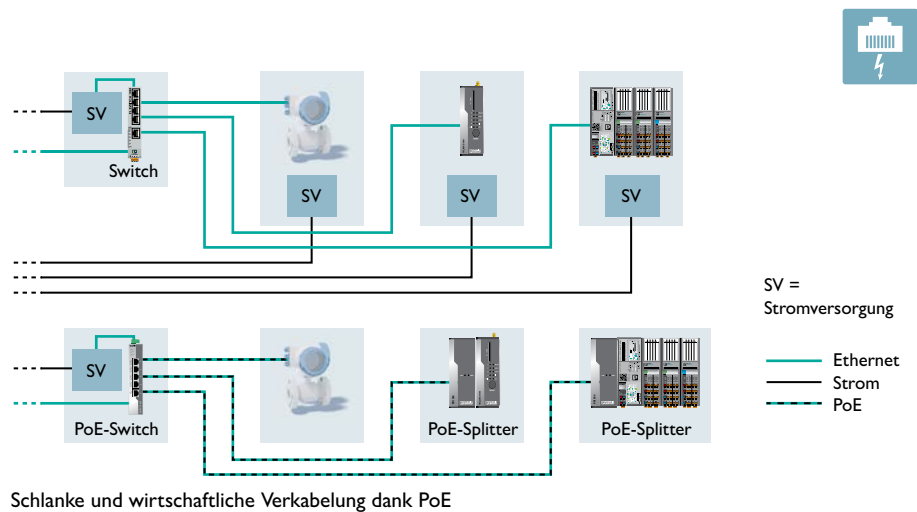 SV
Switch
SV
SV
SV
SV =
Stromversorgung
SV
PoE-Switch
PoE-Splitter
PoE-Splitter
Ethernet
Strom
PoE
Schlanke und wirtschaftliche Verkabelung dank PoE